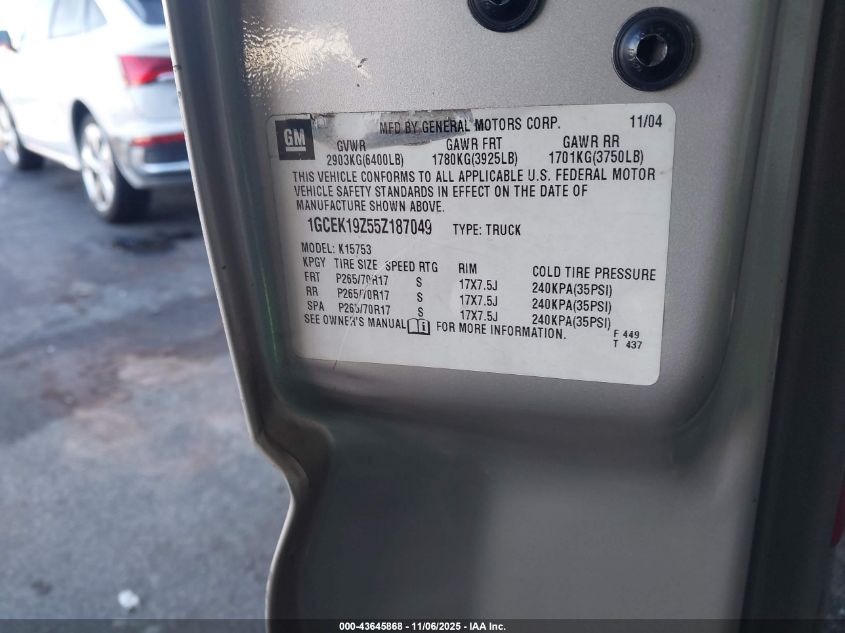 MFD BY GENERAL MOTORS CORP. 11/04
GM
GVWR GAWR FRT GAWR RR
2903KG(6400LB) 1780KG(3925LB) 1701KG(3750LB)
THIS VEHICLE CONFORMS TO ALL APPLICABLE U.S. FEDERAL MOTOR
VEHICLE SAFETY STANDARDS IN EFFECT ON THE DATE OF
MANUFACTURE SHOWN ABOVE.
1GCEK19Z55Z187049 TYPE: TRUCK
MODEL: K15753
KPGY TIRE SIZE SPEED RTG RIM COLD TIRE PRESSURE
FRT P265/70R17 S 17X7.5J 240KPA(35PSI)
RR P265/70R17 S 17X7.5J 240KPA(35PSI)
SPA P265/70R17 S 17X7.5J 240KPA(35PSI)
SEE OWNER'S MANUAL FOR MORE INFORMATION.
F 449
T 437
000-43645868 - 11/06/2025 - IAA Inc.